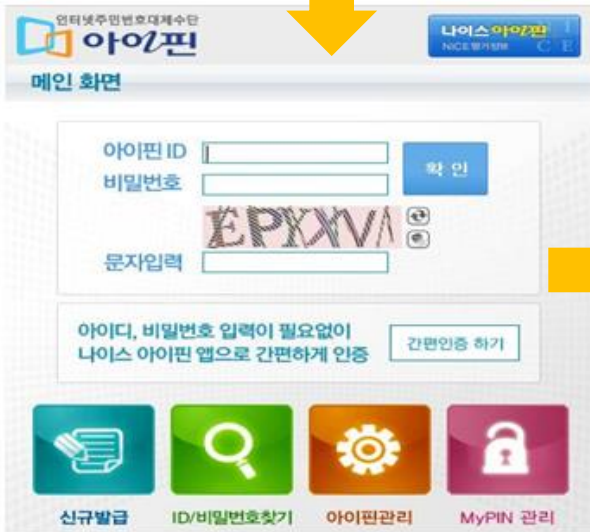 인터넷주민번호대체수단
아이핀
나이스아이핀
NICE평가정보
메인 화면
아이핀 ID
확 인
비밀번호
EPYXVA
문자입력
아이디, 비밀번호 입력이 필요없이
나이스 아이핀 앱으로 간편하게 인증
간편인증 하기
신규발급
ID/비밀번호찾기
아이핀관리
MyPIN 관리